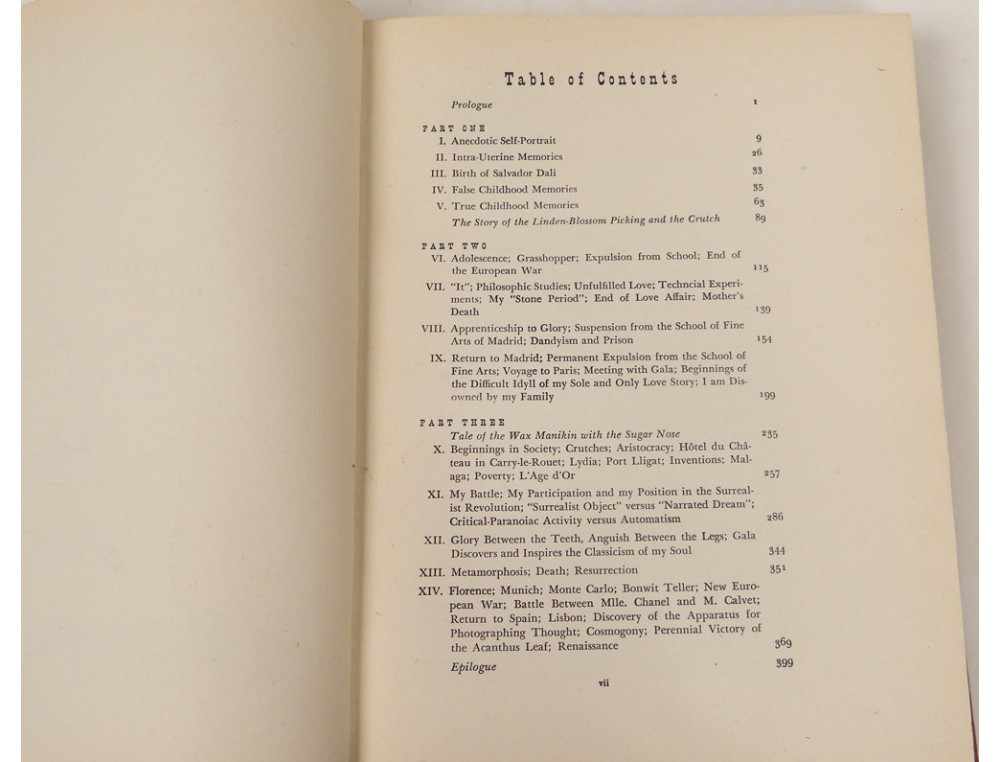 Table of Contents
Prologue 1
PART ONE
I. Anecdotic Self-Portrait 9
II. Intra-Uterine Memories 26
III. Birth of Salvador Dali 33
IV. False Childhood Memories 35
V. True Childhood Memories 63
The Story of the Linden-Blossom Picking and the Crutch 89
PART TWO
VI. Adolescence; Grasshopper; Expulsion from School; End of
the European War 115
VII. "It"; Philosophic Studies; Unfulfilled Love; Techncial Experi-
ments; My "Stone Period"; End of Love Affair; Mother's
Death 139
VIII. Apprenticeship to Glory; Suspension from the School of Fine
Arts of Madrid; Dandyism and Prison 154
IX. Return to Madrid; Permanent Expulsion from the School of
Fine Arts; Voyage to Paris; Meeting with Gala; Beginnings of
the Difficult Idyll of my Sole and Only Love Story; I am Dis-
owned by my Family 199
PART THREE
Tale of the Wax Manikin with the Sugar Nose 235
X. Beginnings in Society; Crutches; Aristocracy; Hôtel du Châ-
teau in Carry-le-Rouet; Lydia; Port Lligat; Inventions; Mal-
aga; Poverty; L'Age d'Or 257
XI. My Battle; My Participation and my Position in the Surreal-
ist Revolution; "Surrealist Object" versus "Narrated Dream";
Critical-Paranoiac Activity versus Automatism 286
XII. Glory Between the Teeth, Anguish Between the Legs; Gala
Discovers and Inspires the Classicism of my Soul 344
XIII. Metamorphosis; Death; Resurrection 351
XIV. Florence; Munich; Monte Carlo; Bonwit Teller; New Euro-
pean War; Battle Between Mlle. Chanel and M. Calvet;
Return to Spain; Lisbon; Discovery of the Apparatus for
Photographing Thought; Cosmogony; Perennial Victory of
the Acanthus Leaf; Renaissance 369
Epilogue 399
vii